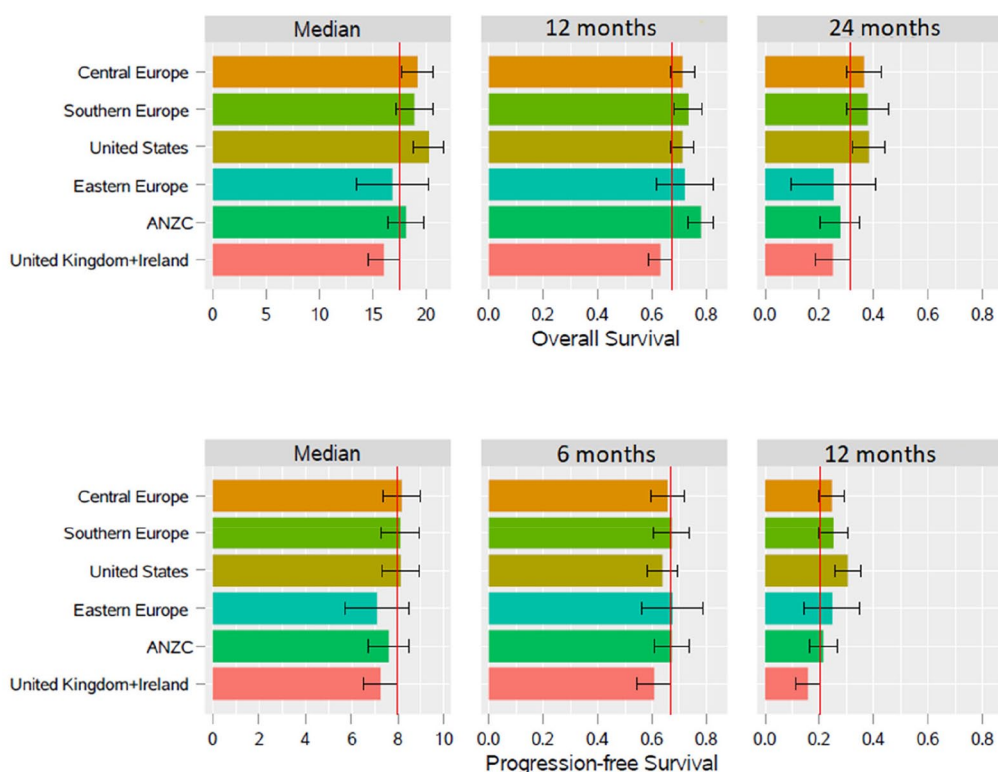 Median 12 months 24 months
Central Europe
Southern Europe
United States
Eastern Europe
ANZC
United Kingdom+Ireland
0 5 10 15 20 0.0 0.2 0.4 0.6 0.8 0.0 0.2 0.4 0.6 0.8
Overall Survival
Median 6 months 12 months
Central Europe
Southern Europe
United States
Eastern Europe
ANZC
United Kingdom+Ireland
0 2 4 6 8 10 0.0 0.2 0.4 0.6 0.8 0.0 0.2 0.4 0.6 0.8
Progression-free Survival